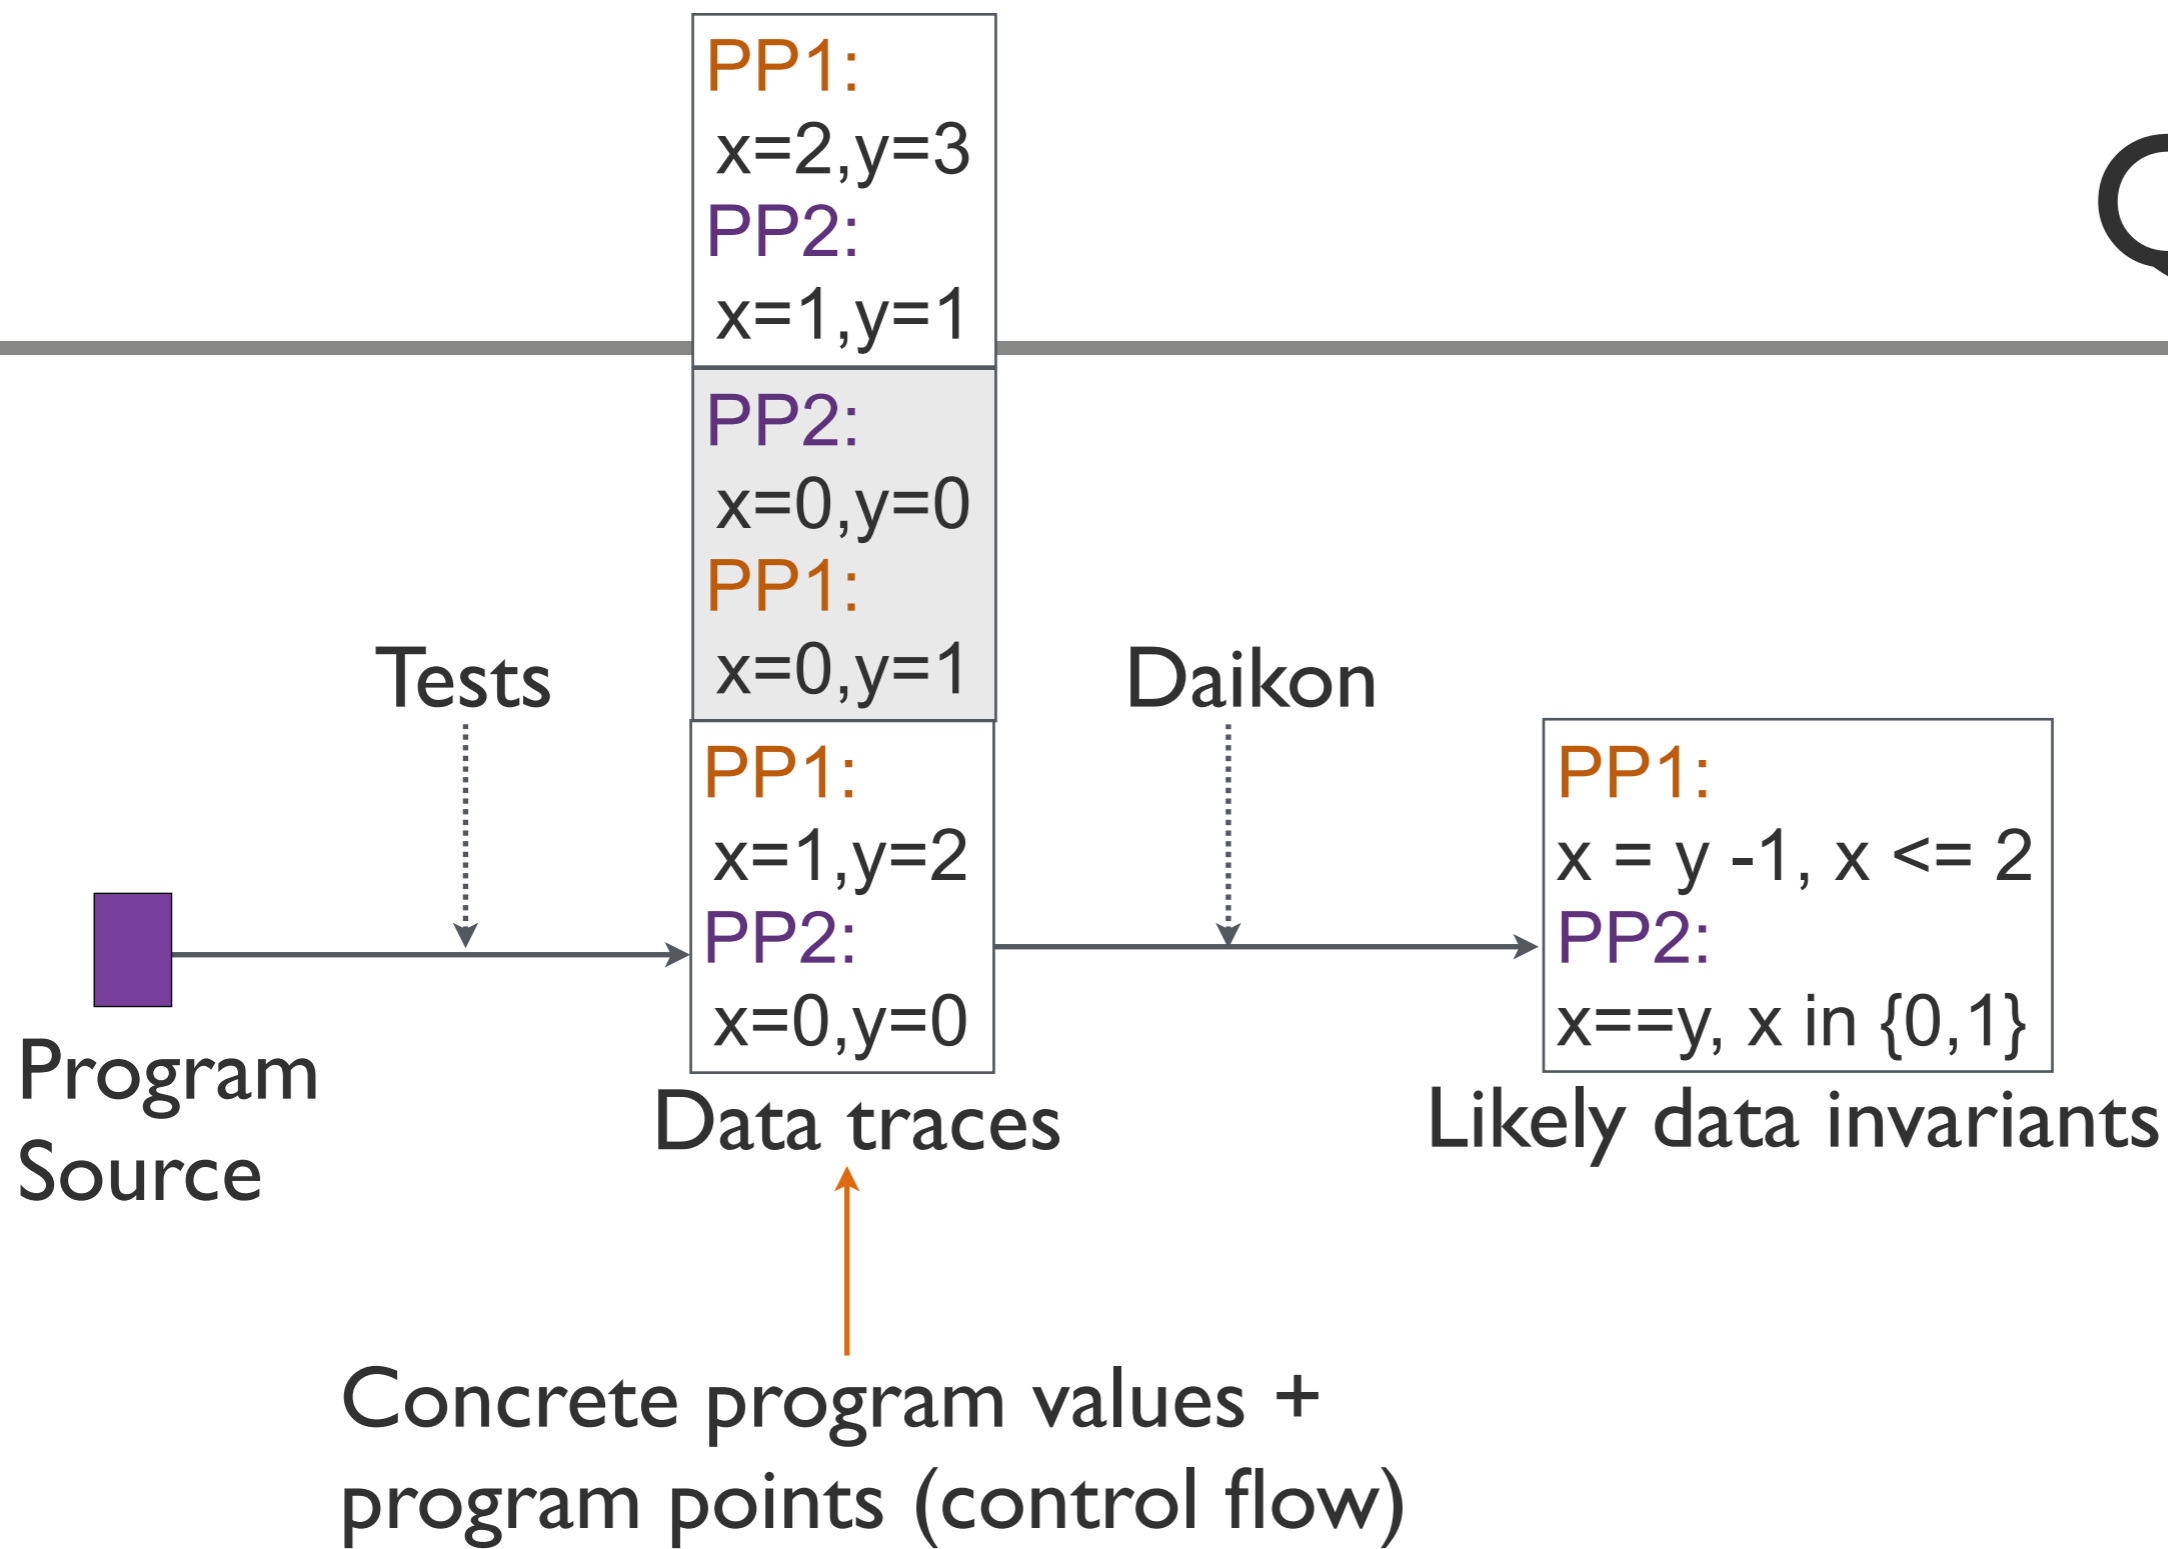 PP1:
x=2,y=3
PP2:
x=1,y=1
PP2:
x=0,y=0
PP1:
x=0,y=1
Tests
Daikon
PP1:
x=1,y=2
PP2:
x=0,y=0
PP1:
x = y -1, x <= 2
PP2:
x==y, x in {0,1}
Program
Source
Data traces
Likely data invariants
Concrete program values +
program points (control flow)